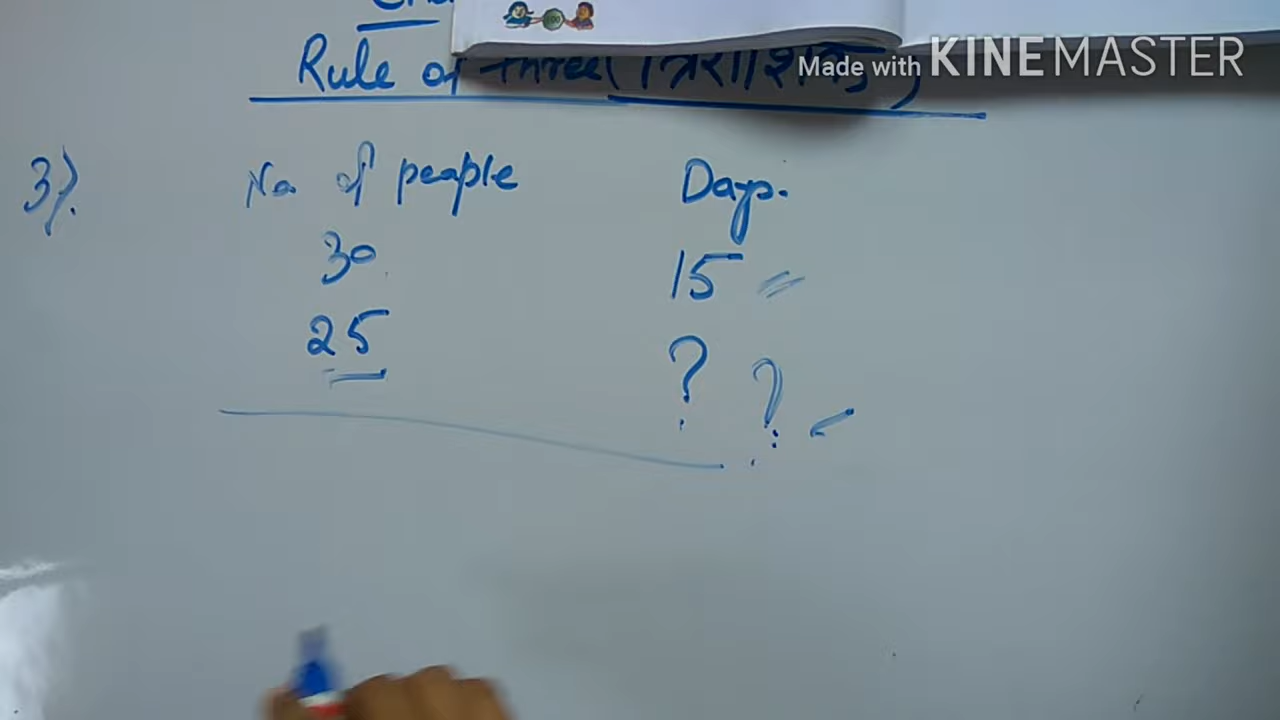 Rule of three (त्रैराशिक)
Made with KINEMASTER
3). No. of people Days.
30 15
25 ? ?